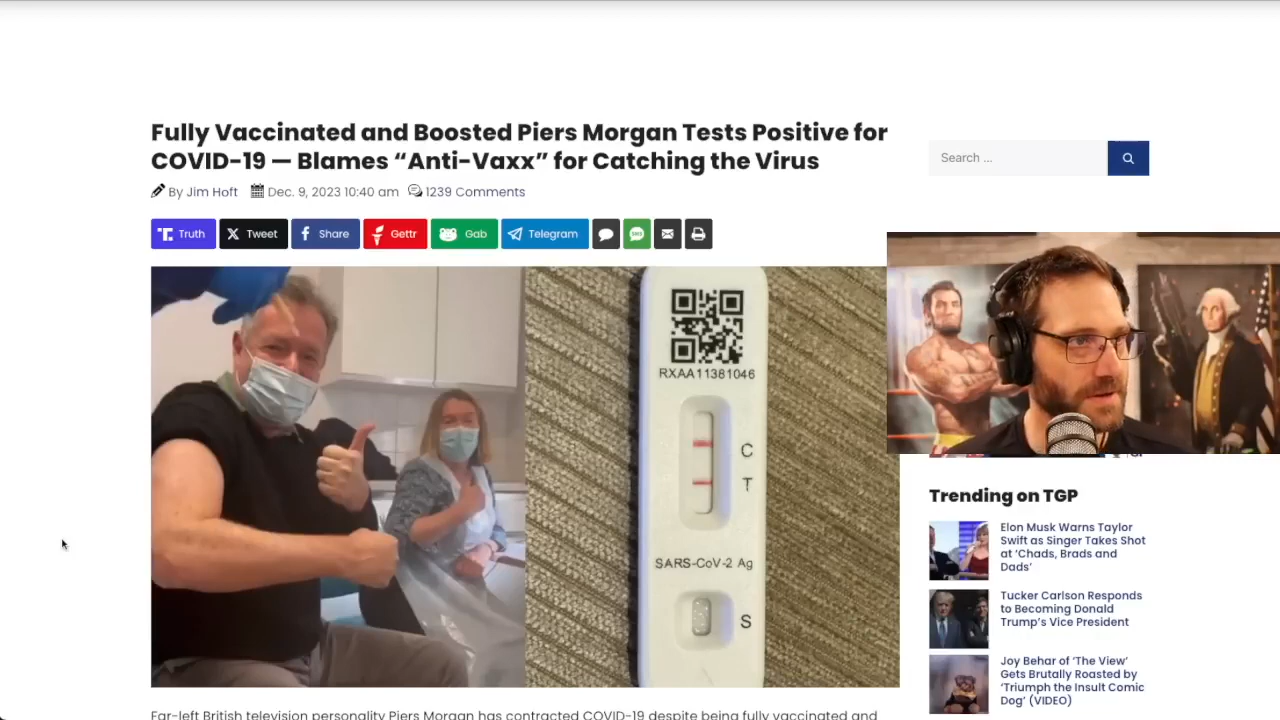 Fully Vaccinated and Boosted Piers Morgan Tests Positive for
COVID-19 — Blames “Anti-Vaxx” for Catching the Virus
By Jim Hoft Dec. 9, 2023 10:40 am 1239 Comments
Truth Tweet Share Gettr Gab Telegram SMS
Search ...
RXAA11381046
C
T
SARS-CoV-2 Ag
S
Trending on TGP
Elon Musk Warns Taylor
Swift as Singer Takes Shot
at ‘Chads, Brads and
Dads’
Tucker Carlson Responds
to Becoming Donald
Trump’s Vice President
Joy Behar of ‘The View’
Gets Brutally Roasted by
‘Triumph the Insult Comic
Dog’ (VIDEO)
Far-left British television personality Piers Morgan has contracted COVID-19 despite being fully vaccinated and